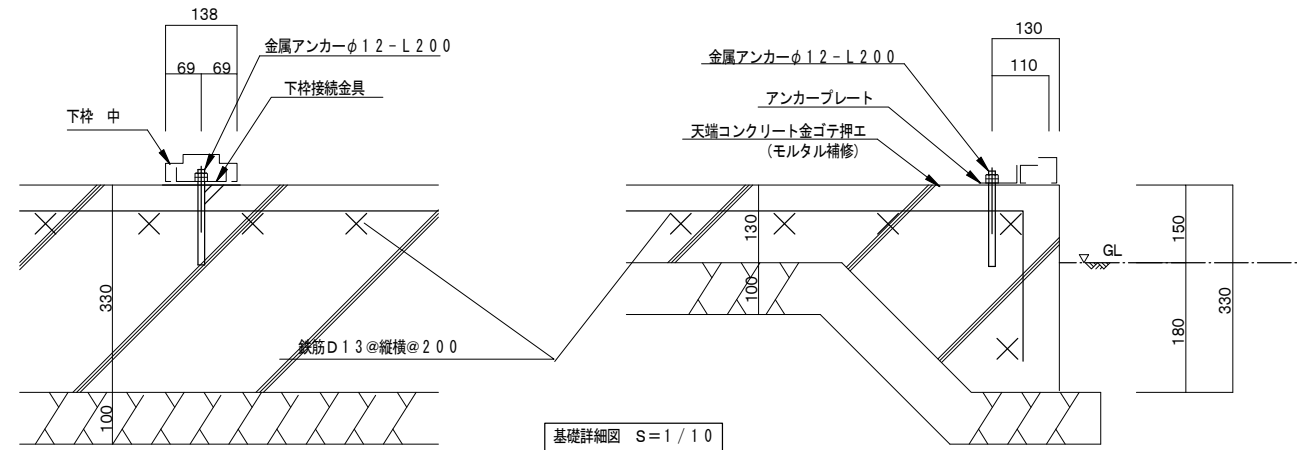 138
69
69
金属アンカーφ12-L200
下枠接続金具
下枠 中
330
100
鉄筋D13@縦横@200
金属アンカーφ12-L200
アンカープレート
天端コンクリート金ゴテ押エ
(モルタル補修)
130
110
130
100
GL
150
180
330
基礎詳細図 S=1/10